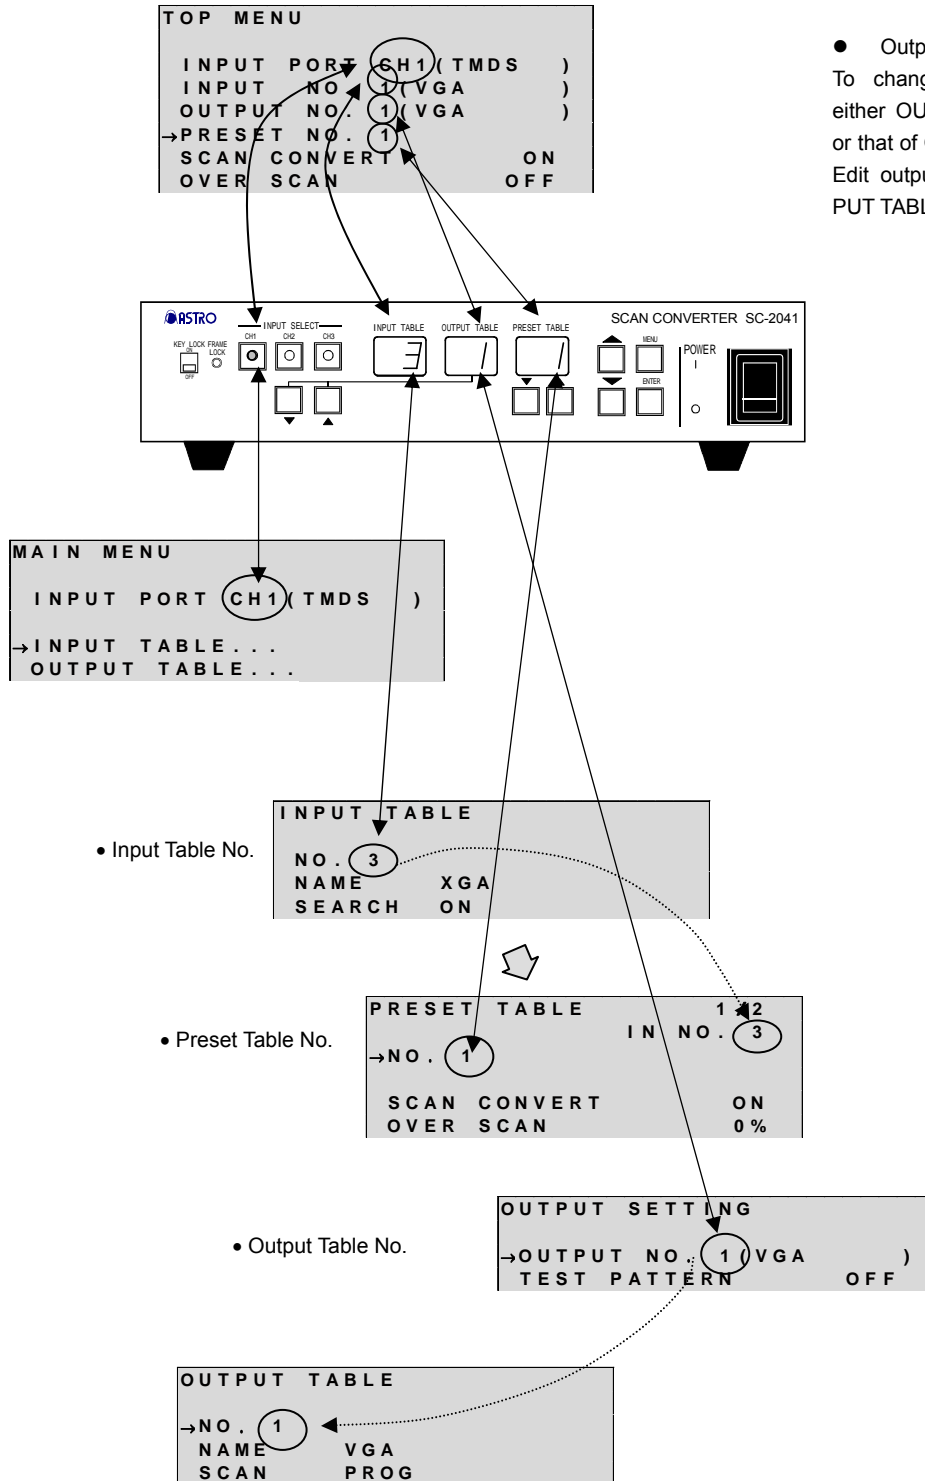 TOP MENU
INPUT PORT CH1(TMDS )
INPUT NO. 1(VGA )
OUTPUT NO. 1(VGA )
→PRESET NO. 1
SCAN CONVERT ON
OVER SCAN OFF
● Outp
To chang
either OU
or that of
Edit outpu
PUT TABL
ASTRO
INPUT SELECT
INPUT TABLE OUTPUT TABLE PRESET TABLE
SCAN CONVERTER SC-2041
KEY LOCK FRAME LOCK
ON
OFF
CH1 CH2 CH3
3 1 1
MENU
ENTER
POWER
MAIN MENU
INPUT PORT CH1(TMDS )
→INPUT TABLE...
OUTPUT TABLE...
• Input Table No.
INPUT TABLE
NO. 3
NAME XGA
SEARCH ON
• Preset Table No.
PRESET TABLE 1/2
IN NO. 3
→NO. 1
SCAN CONVERT ON
OVER SCAN 0%
• Output Table No.
OUTPUT SETTING
→OUTPUT NO. 1(VGA )
TEST PATTERN OFF
OUTPUT TABLE
→NO. 1
NAME VGA
SCAN PROG